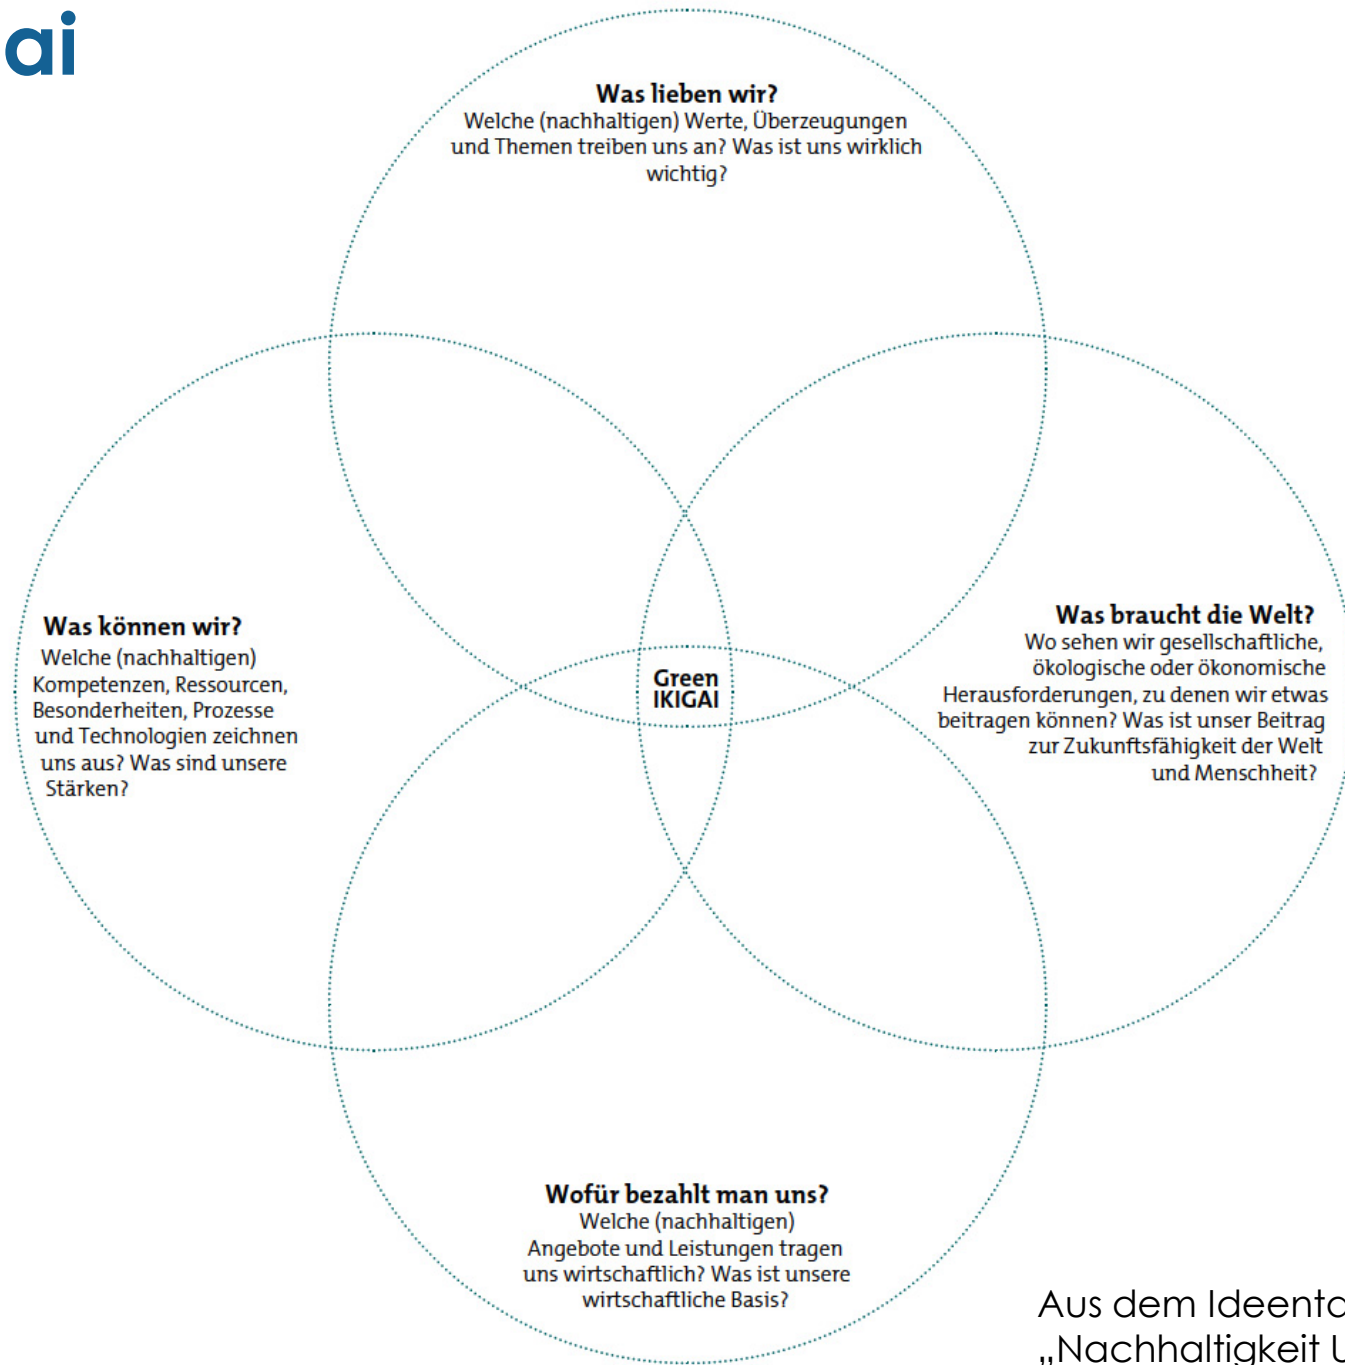 ai
Was lieben wir?
Welche (nachhaltigen) Werte, Überzeugungen
und Themen treiben uns an? Was ist uns wirklich
wichtig?
Was können wir?
Welche (nachhaltigen)
Kompetenzen, Ressourcen,
Besonderheiten, Prozesse
und Technologien zeichnen
uns aus? Was sind unsere
Stärken?
Green
IKIGAI
Was braucht die Welt?
Wo sehen wir gesellschaftliche,
ökologische oder ökonomische
Herausforderungen, zu denen wir etwas
beitragen können? Was ist unser Beitrag
zur Zukunftsfähigkeit der Welt
und Menschheit?
Wofür bezahlt man uns?
Welche (nachhaltigen)
Angebote und Leistungen tragen
uns wirtschaftlich? Was ist unsere
wirtschaftliche Basis?
Aus dem
„Nachhaltigkeit